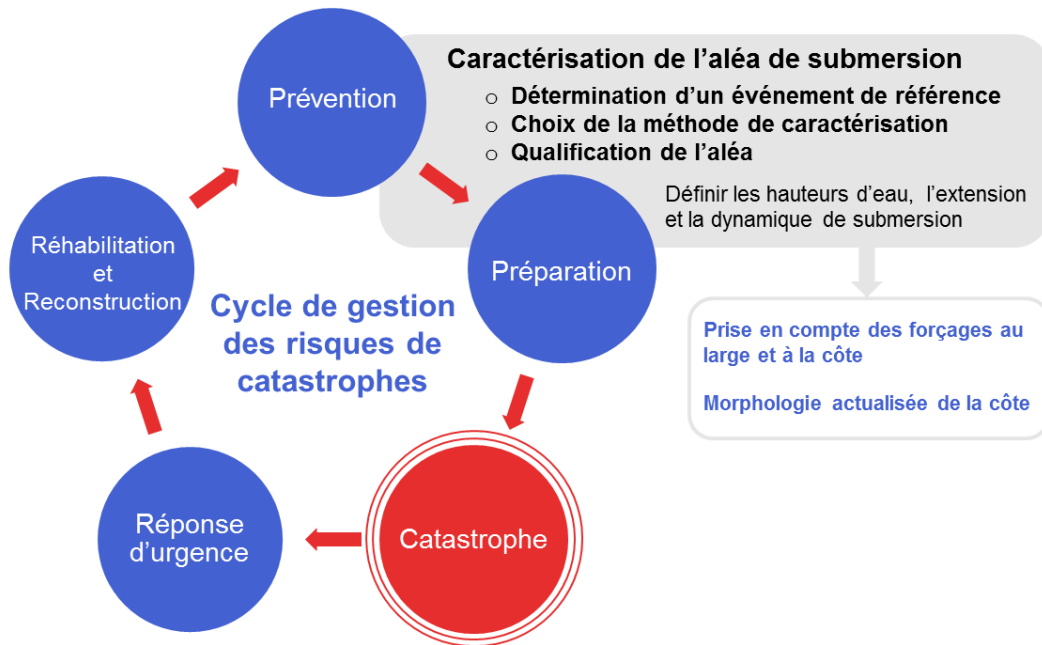 Prévention
Caractérisation de l’aléa de submersion
o Détermination d’un événement de référence
o Choix de la méthode de caractérisation
o Qualification de l’aléa
Définir les hauteurs d’eau, l’extension
et la dynamique de submersion
Préparation
Réhabilitation
et
Reconstruction
Cycle de gestion
des risques de
catastrophes
Prise en compte des forçages au
large et à la côte
Morphologie actualisée de la côte
Catastrophe
Réponse
d’urgence